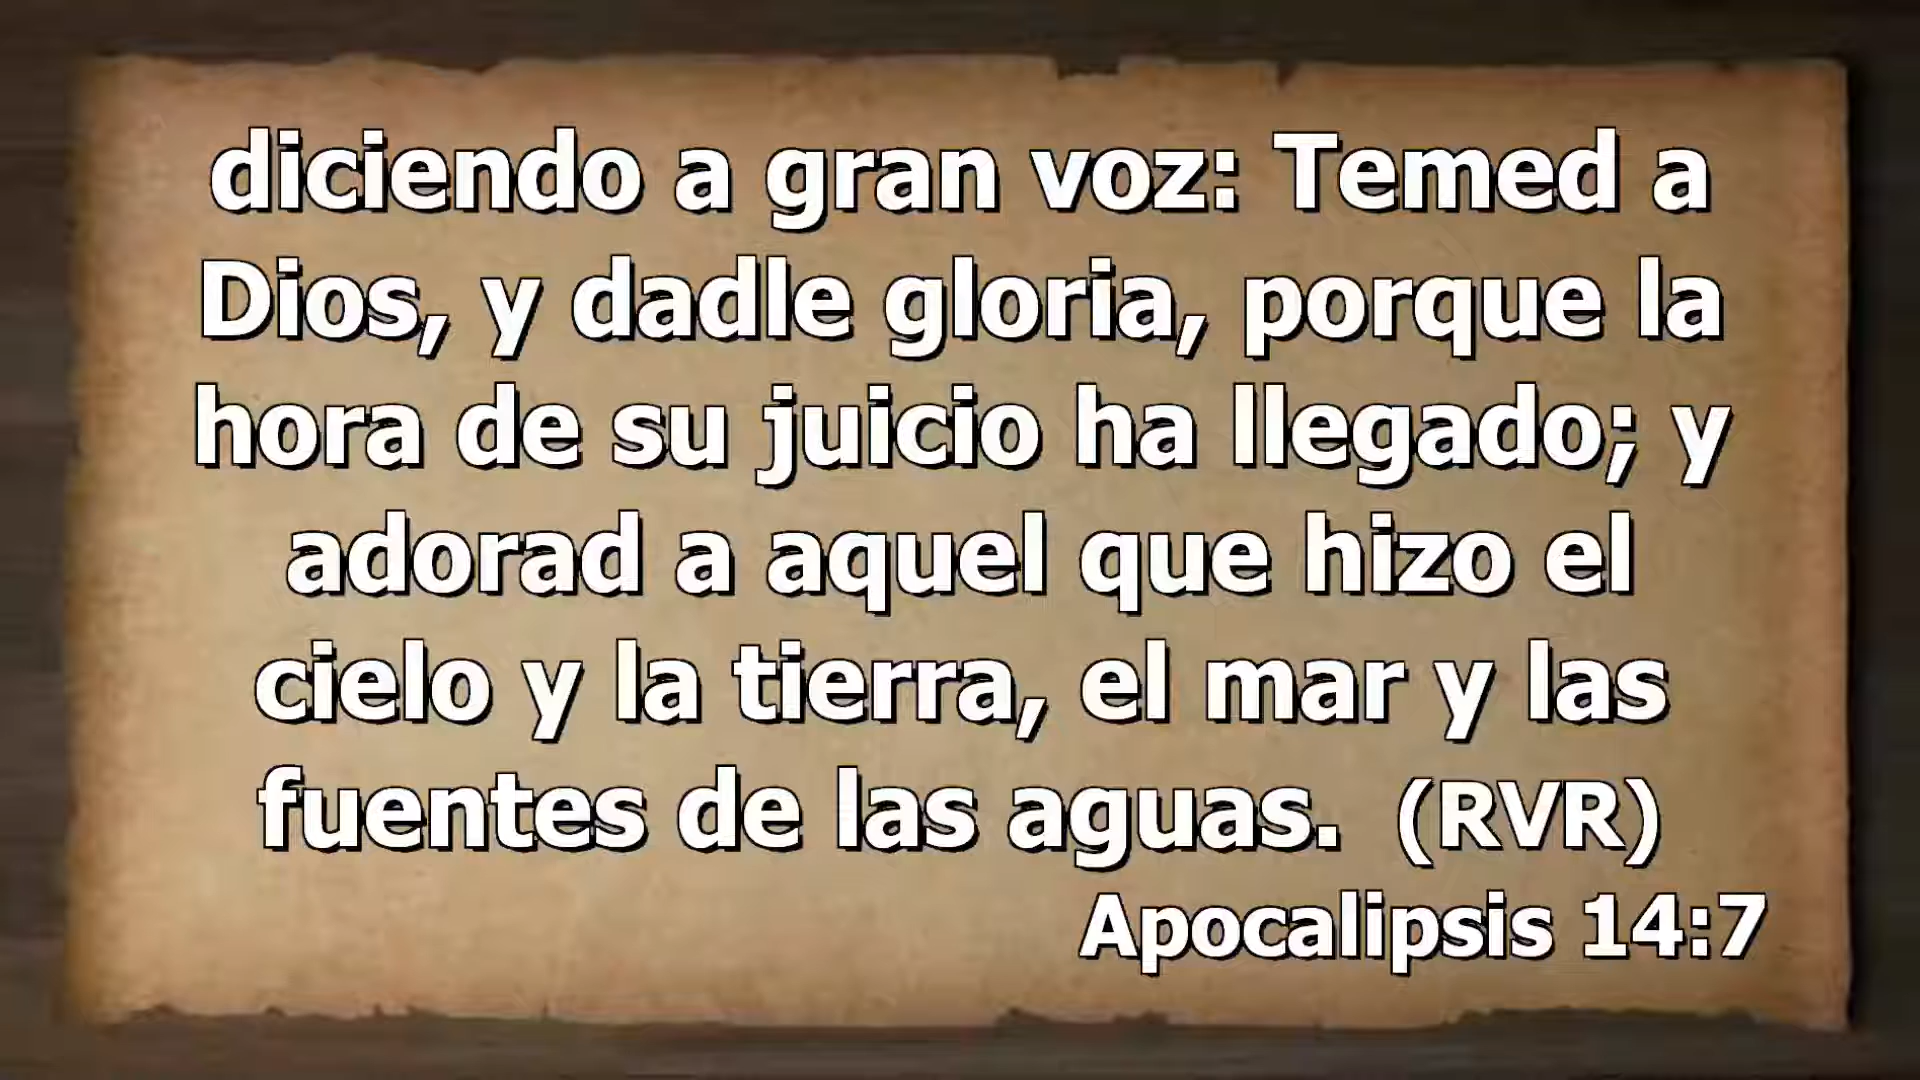 diciendo a gran voz: Temed a
Dios, y dadle gloria, porque la
hora de su juicio ha llegado; y
adorad a aquel que hizo el
cielo y la tierra, el mar y las
fuentes de las aguas. (RVR)
Apocalipsis 14:7